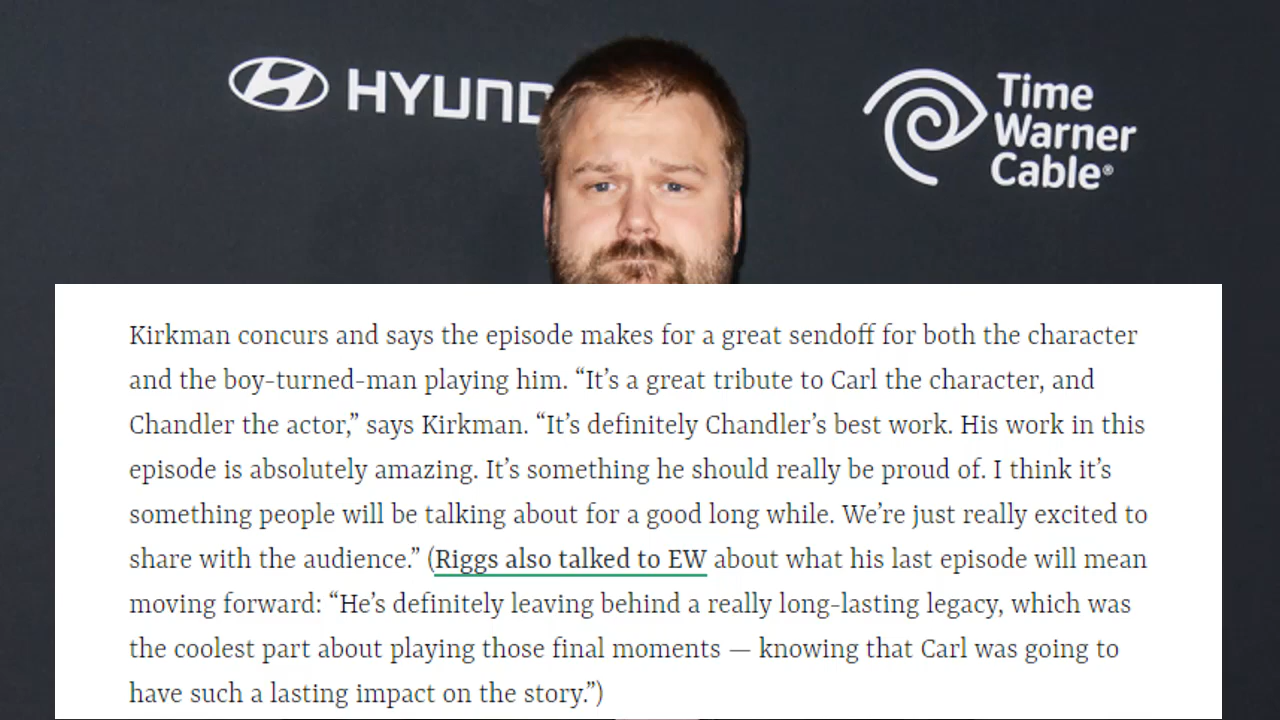 HYUND
Time
Warner
Cable®
Kirkman concurs and says the episode makes for a great sendoff for both the character
and the boy-turned-man playing him. “It’s a great tribute to Carl the character, and
Chandler the actor,” says Kirkman. “It’s definitely Chandler’s best work. His work in this
episode is absolutely amazing. It’s something he should really be proud of. I think it’s
something people will be talking about for a good long while. We’re just really excited to
share with the audience.” (Riggs also talked to EW about what his last episode will mean
moving forward: “He’s definitely leaving behind a really long-lasting legacy, which was
the coolest part about playing those final moments — knowing that Carl was going to
have such a lasting impact on the story.”)